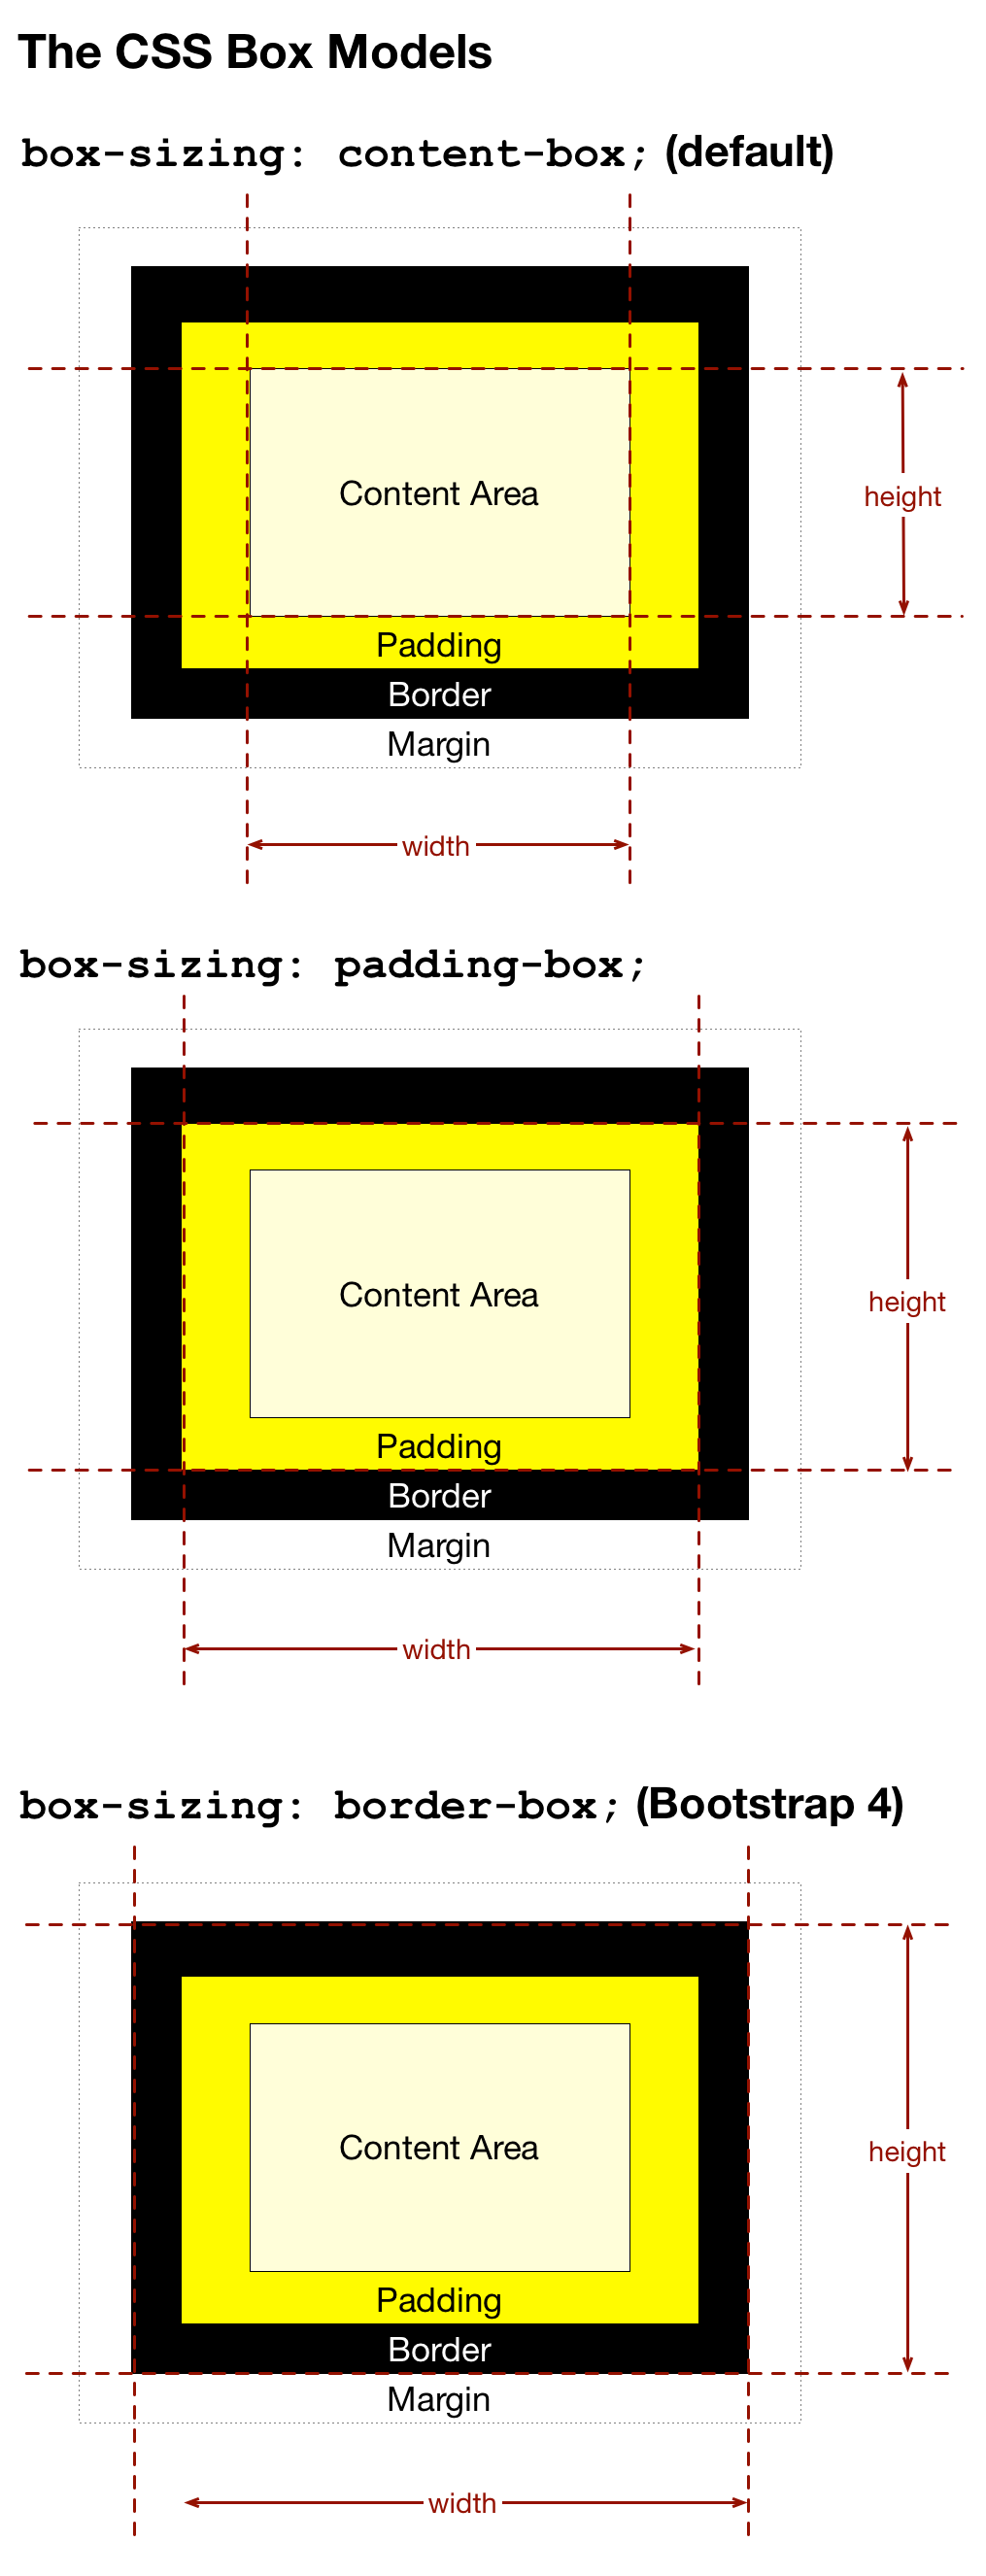 The CSS Box Models
box-sizing: content-box; (default)
Content Area
height
Padding
Border
Margin
width
box-sizing: padding-box;
Content Area
height
Padding
Border
Margin
width
box-sizing: border-box; (Bootstrap 4)
Content Area
height
Padding
Border
Margin
width